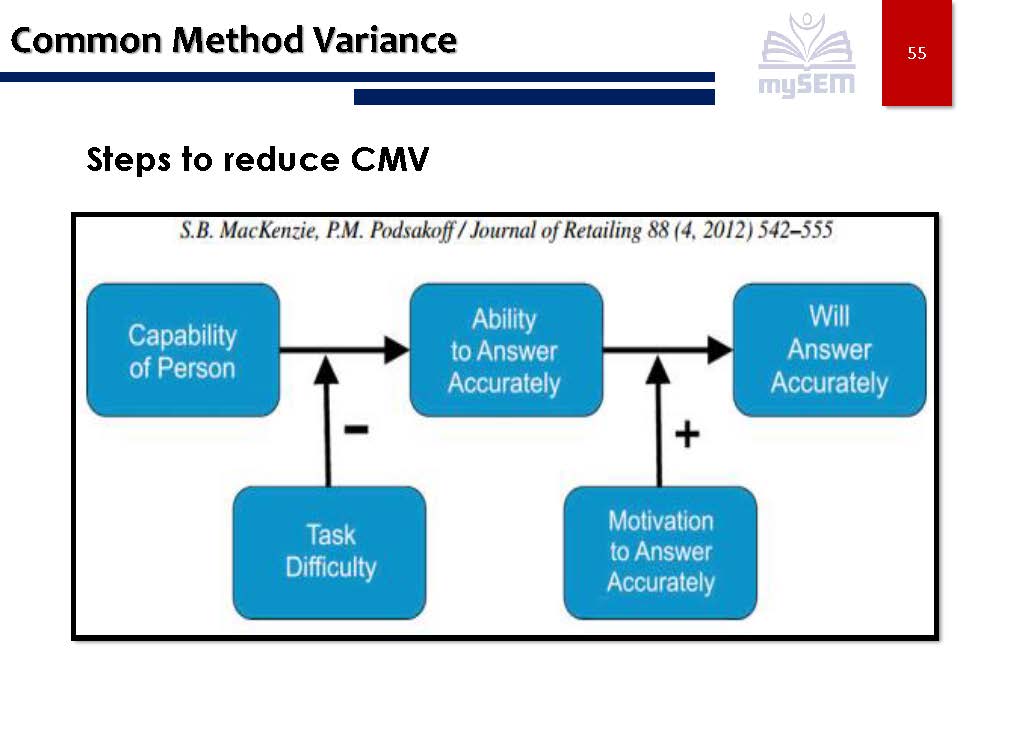 Common Method Variance
mySEM
55
Steps to reduce CMV
S.B. MacKenzie, P.M. Podsakoff / Journal of Retailing 88 (4, 2012) 542–555
Capability
of Person
Ability
to Answer
Accurately
Will
Answer
Accurately
-
+
Task
Difficulty
Motivation
to Answer
Accurately